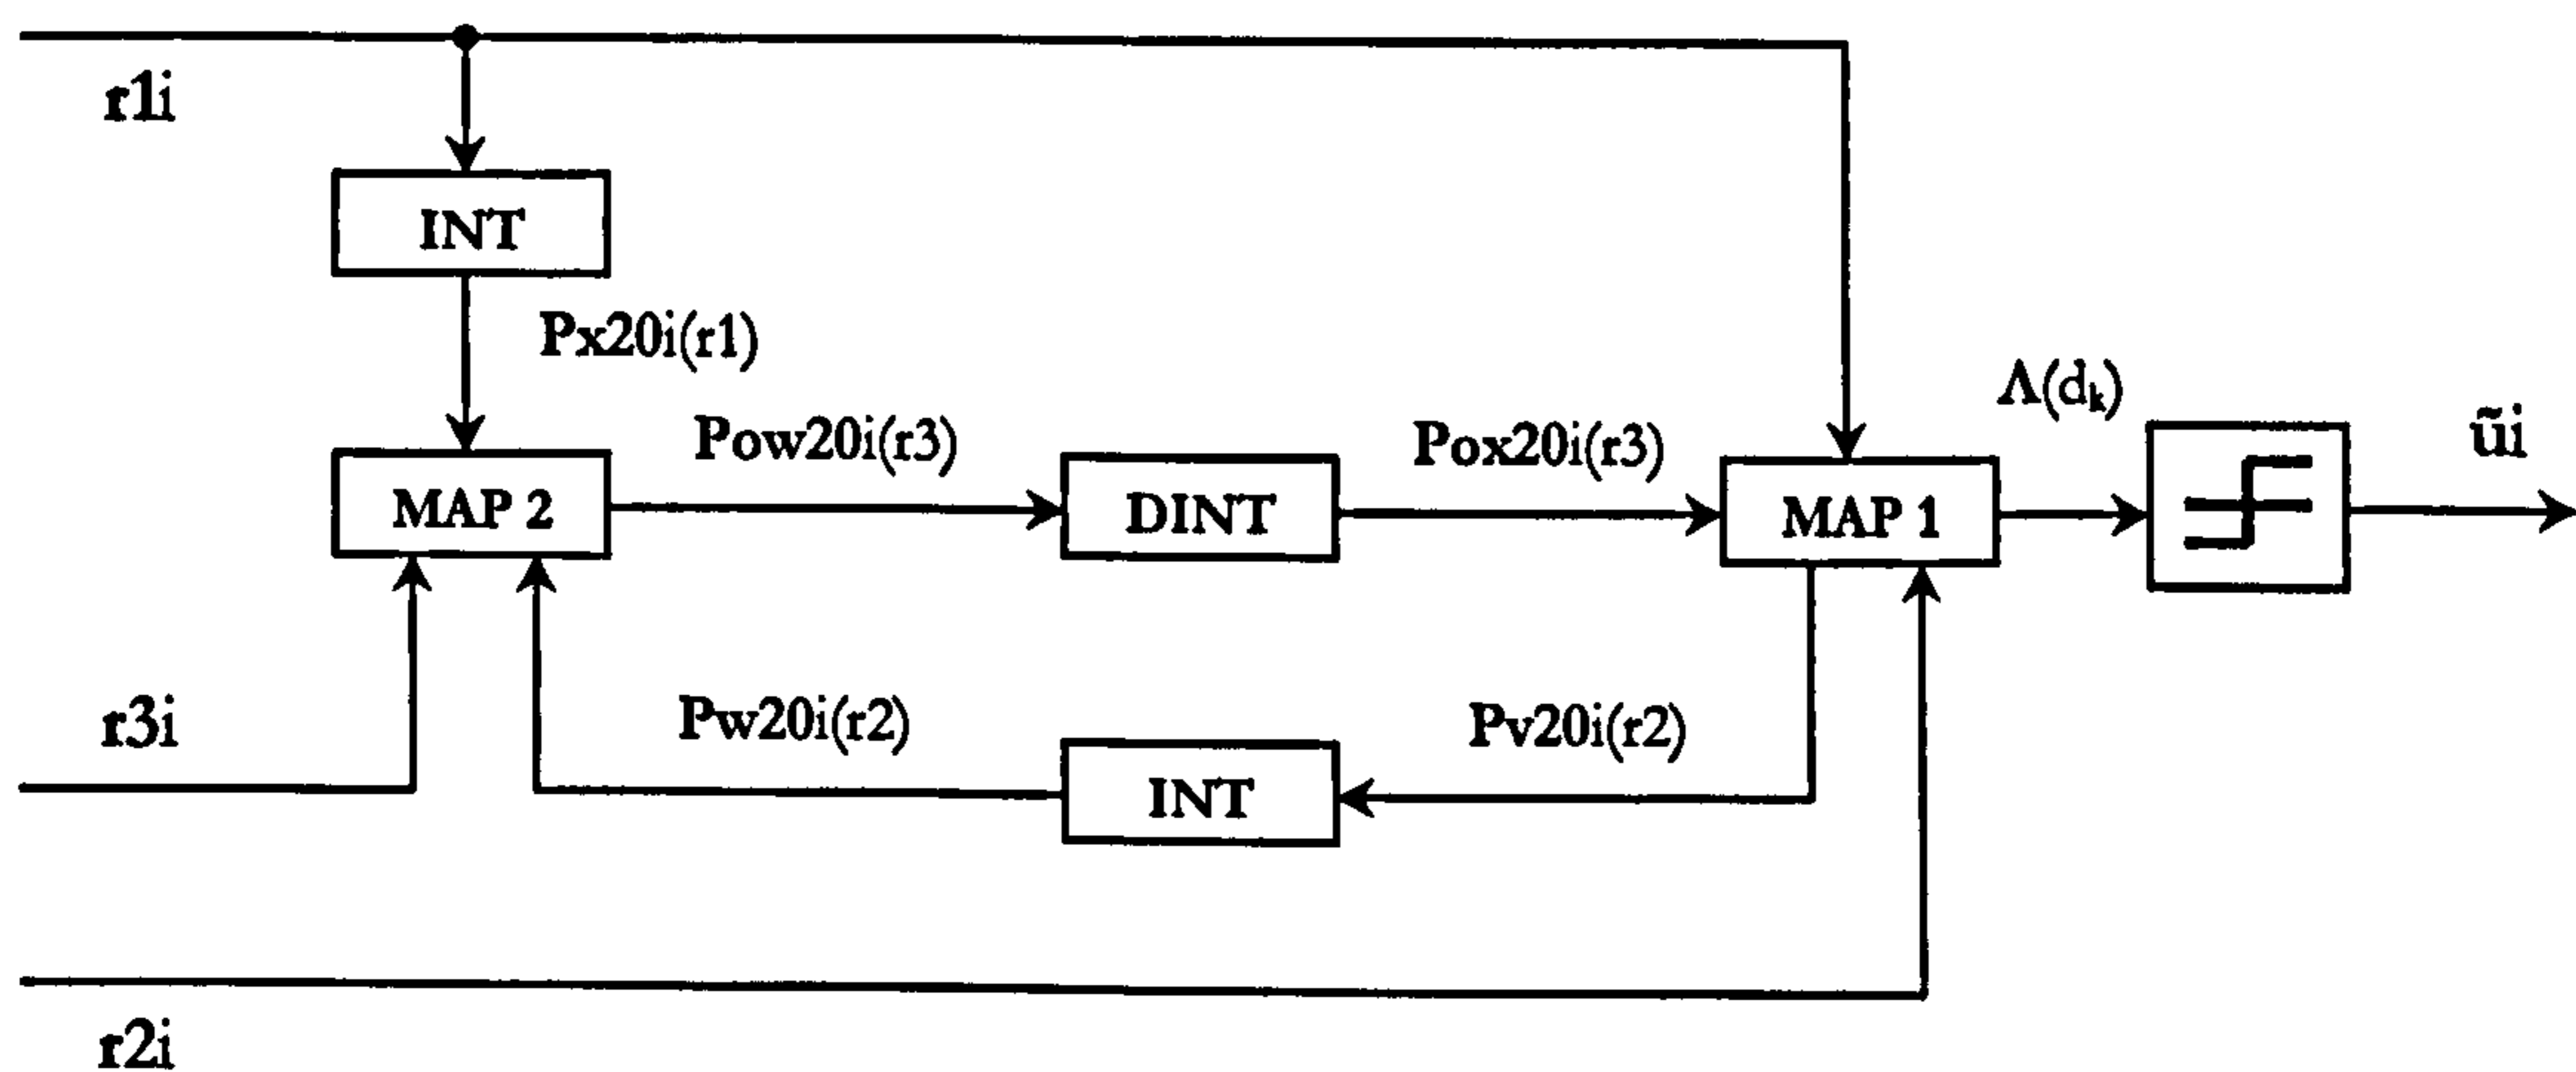 r1i
INT
Px20i(r1)
Λ(dₖ)
Pow20i(r3)
Pox20i(r3)
ũi
MAP 2
DINT
MAP 1
r3i
Pw20i(r2)
Pv20i(r2)
INT
r2i